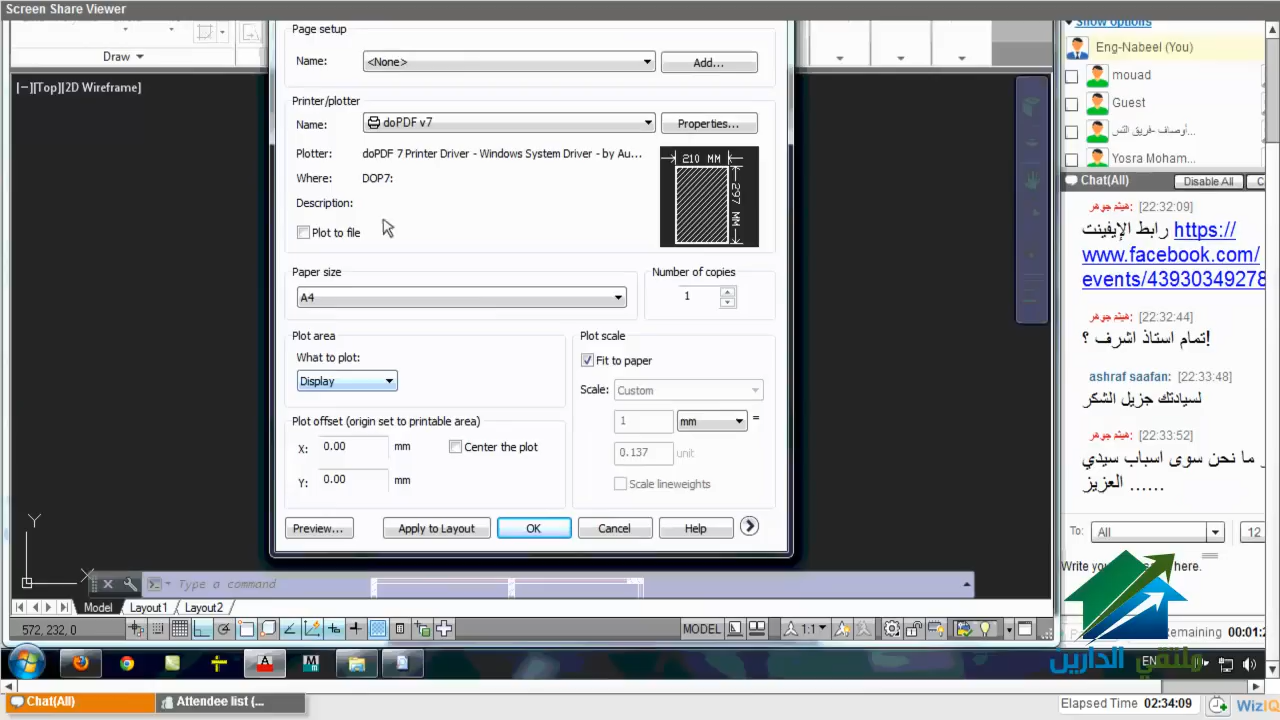 Screen Share Viewer
Draw
[−][Top][2D Wireframe]
Page setup
Name:
<None>
Add...
Printer/plotter
Name:
doPDF v7
Properties...
Plotter:
doPDF 7 Printer Driver - Windows System Driver - by Au...
Where:
DOP7:
Description:
Plot to file
210 MM
297 MM
Paper size
A4
Number of copies
1
Plot area
What to plot:
Display
Plot scale
Fit to paper
Scale:
Custom
1
mm
=
0.137
unit
Scale lineweights
Plot offset (origin set to printable area)
X:
0.00
mm
Center the plot
Y:
0.00
mm
Preview...
Apply to Layout
OK
Cancel
Help
Y
X
Type a command
Model
Layout1
Layout2
572, 232, 0
MODEL
1:1
EN
Show options
Eng-Nabeel (You)
mouad
Guest
أوصاف -فريق التس...
Yosra Moham...
Chat(All)
Disable All
هيثم جوهر: [22:32:09]
رابط الإيفينت https://
www.facebook.com/
events/43930349278
هيثم جوهر: [22:32:44]
تمام استاذ اشرف ؟!
ashraf saafan: [22:33:48]
لسيادتك جزيل الشكر
[22:33:52]
ما نحن سوى اسباب سيدي
العزيز ......
To:
All
12
Write you
here.
emaining 00:01:2
ملتقي الدارين
Chat(All)
Attendee list (...
Elapsed Time 02:34:09
WizIQ